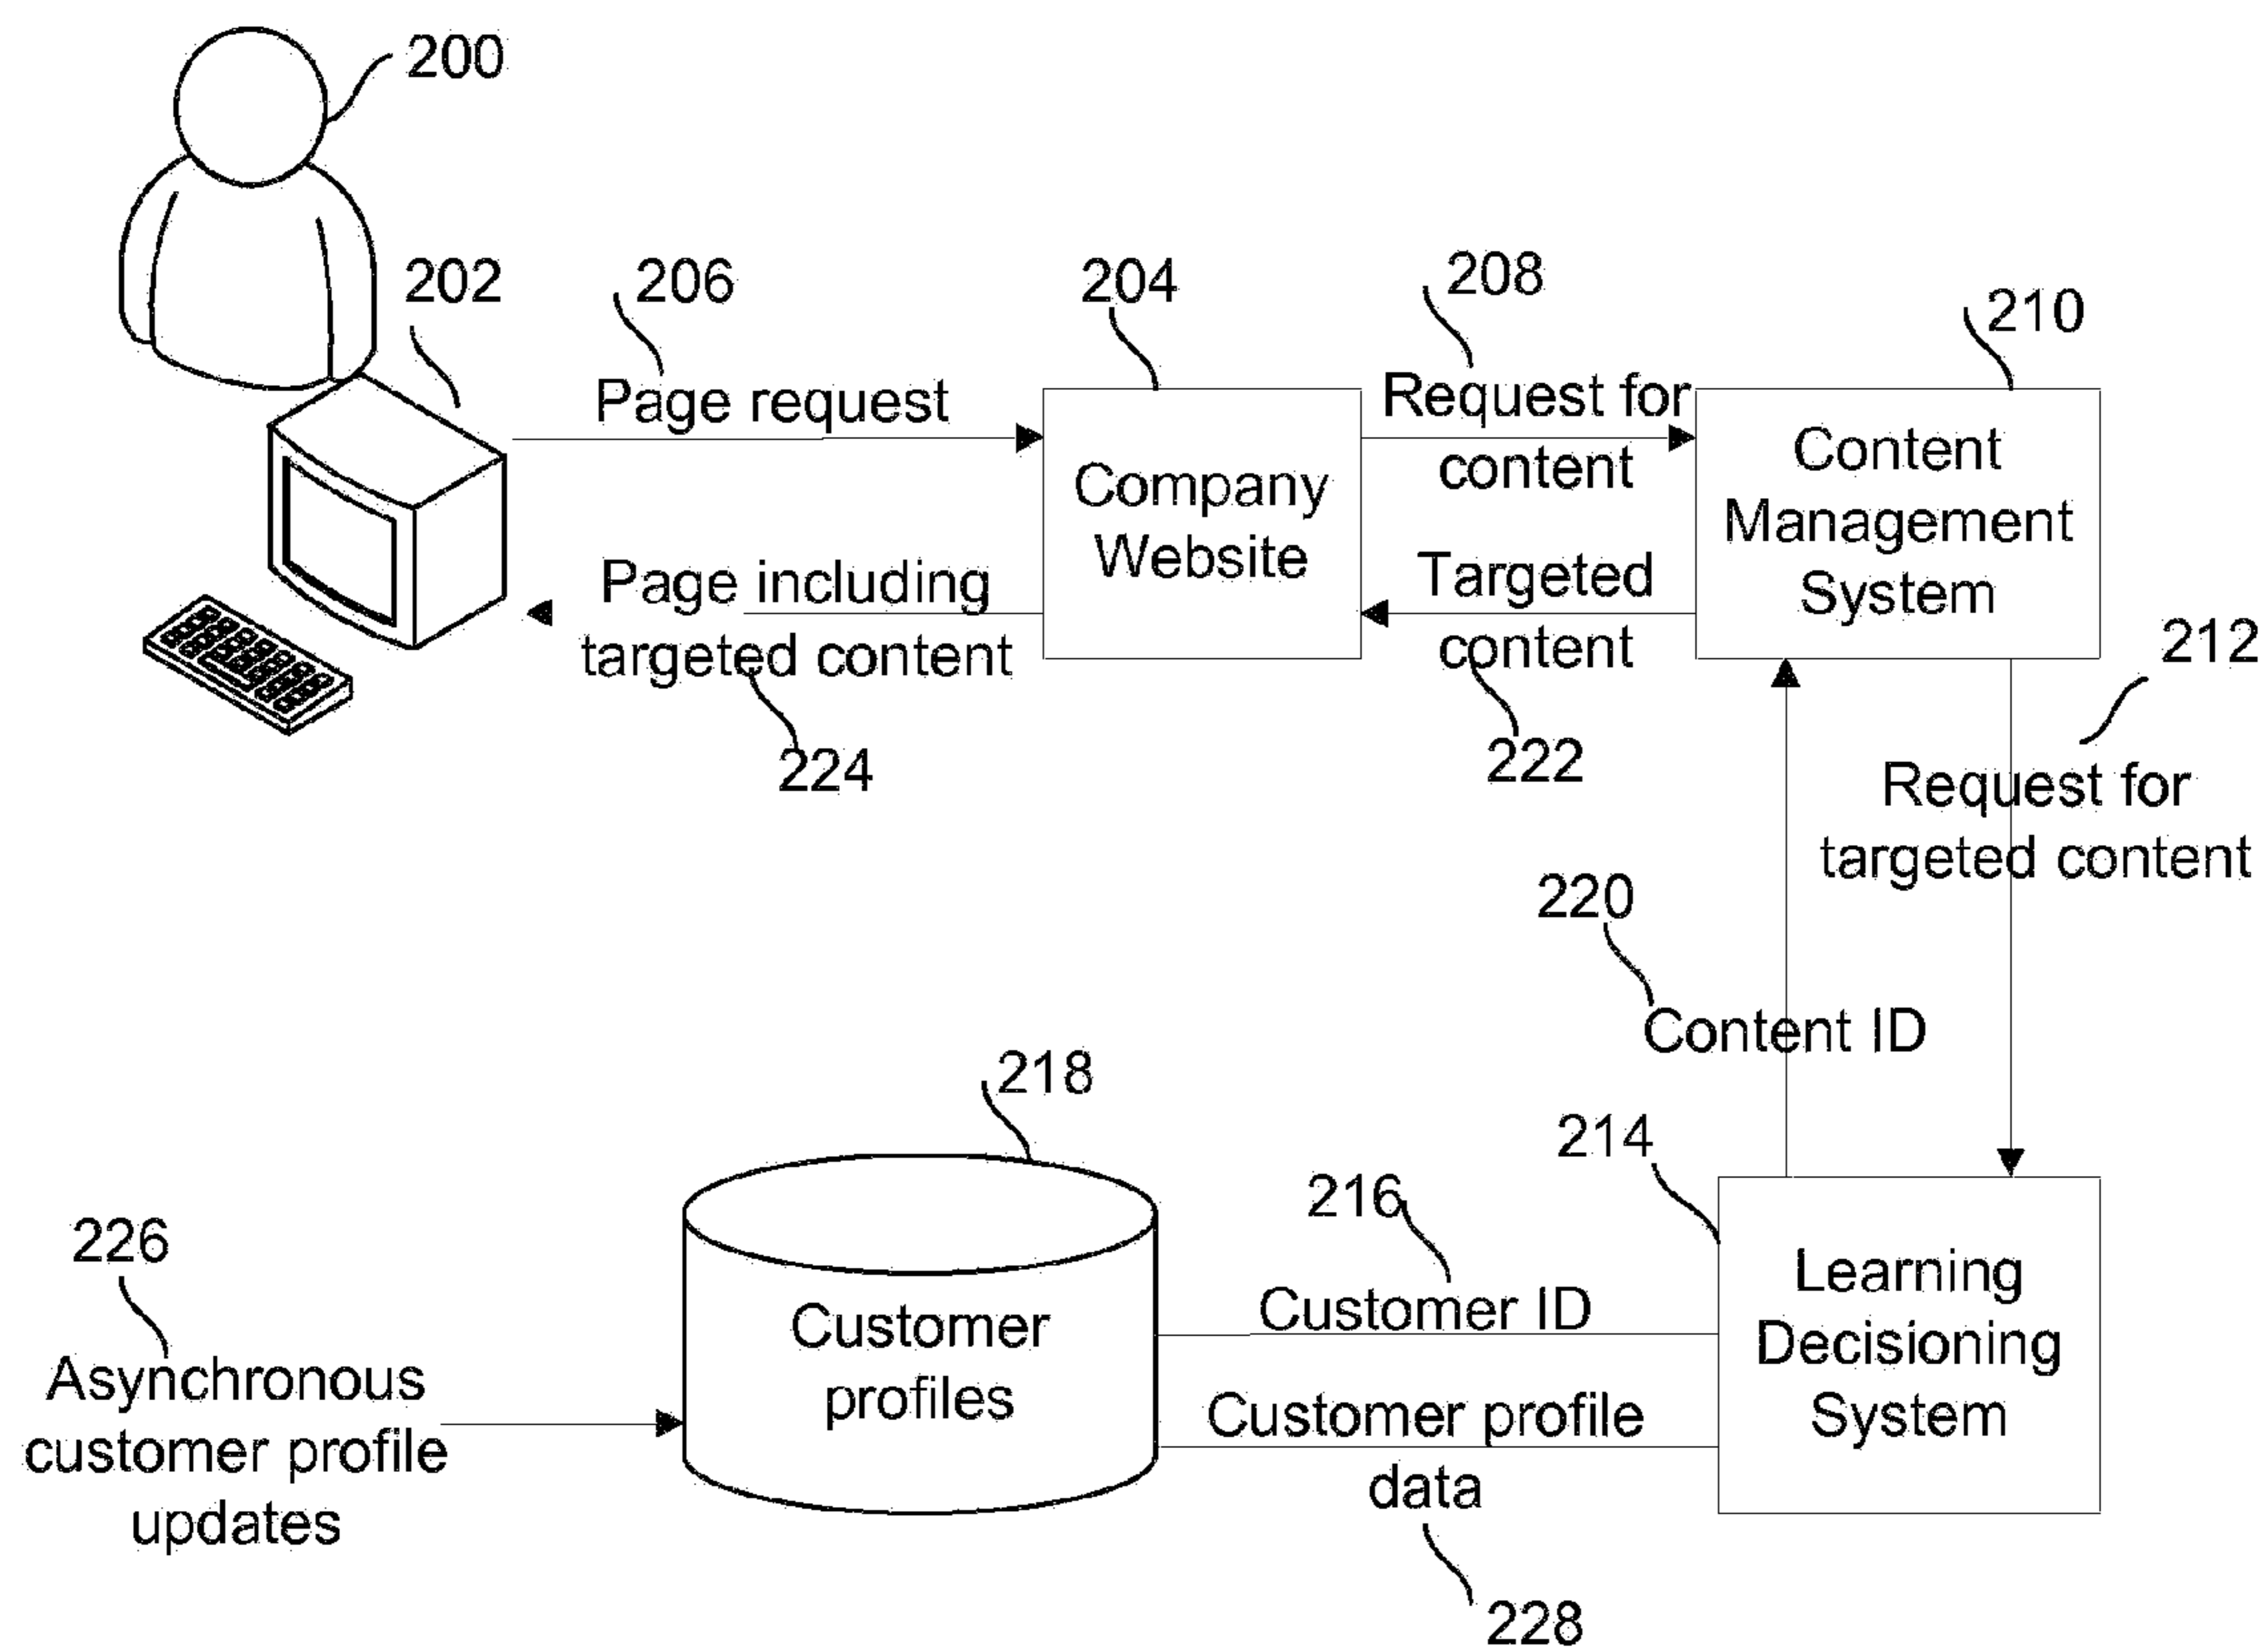 200
202
206
Page request
204
Company
Website
208
Request for
content
210
Content
Management
System
Page including
targeted content
224
Targeted
content
222
212
Request for
targeted content
220
Content ID
218
Customer
profiles
214
Learning
Decisioning
System
216
Customer ID
Customer profile
data
228
226
Asynchronous
customer profile
updates